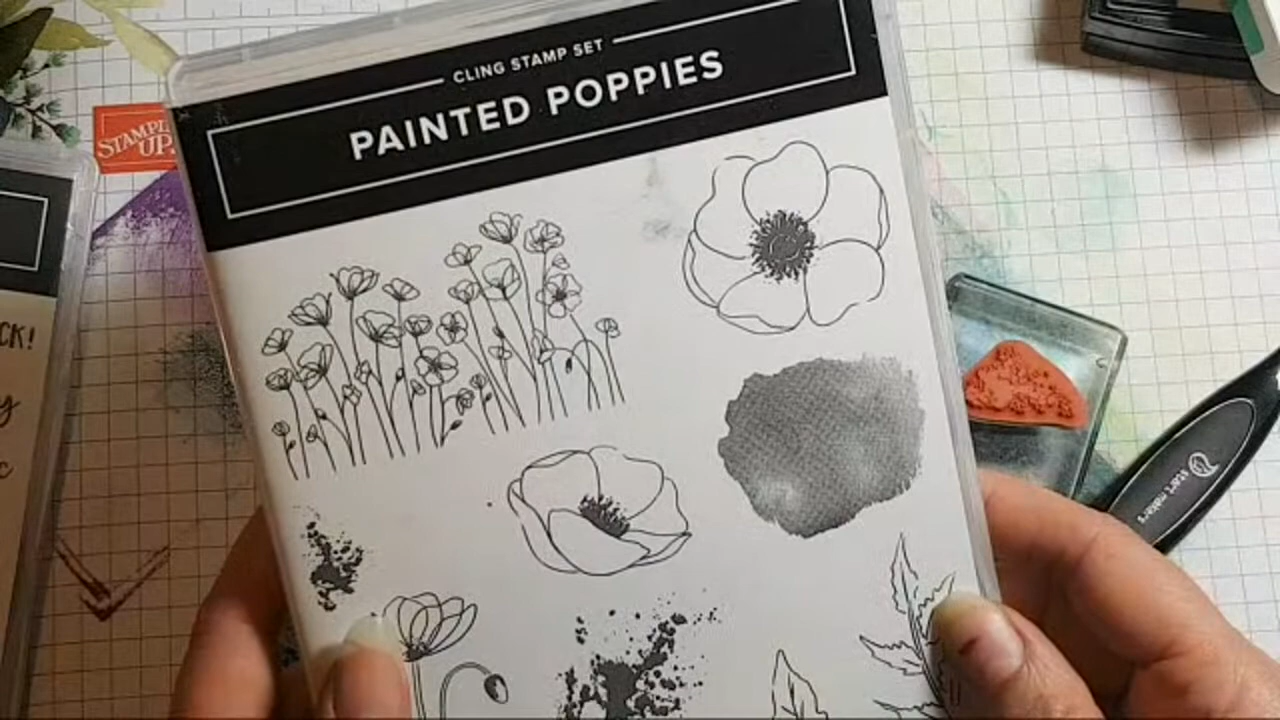 CLING STAMP SET
PAINTED POPPIES
STAMPIN'
UP!
CK!
y
c